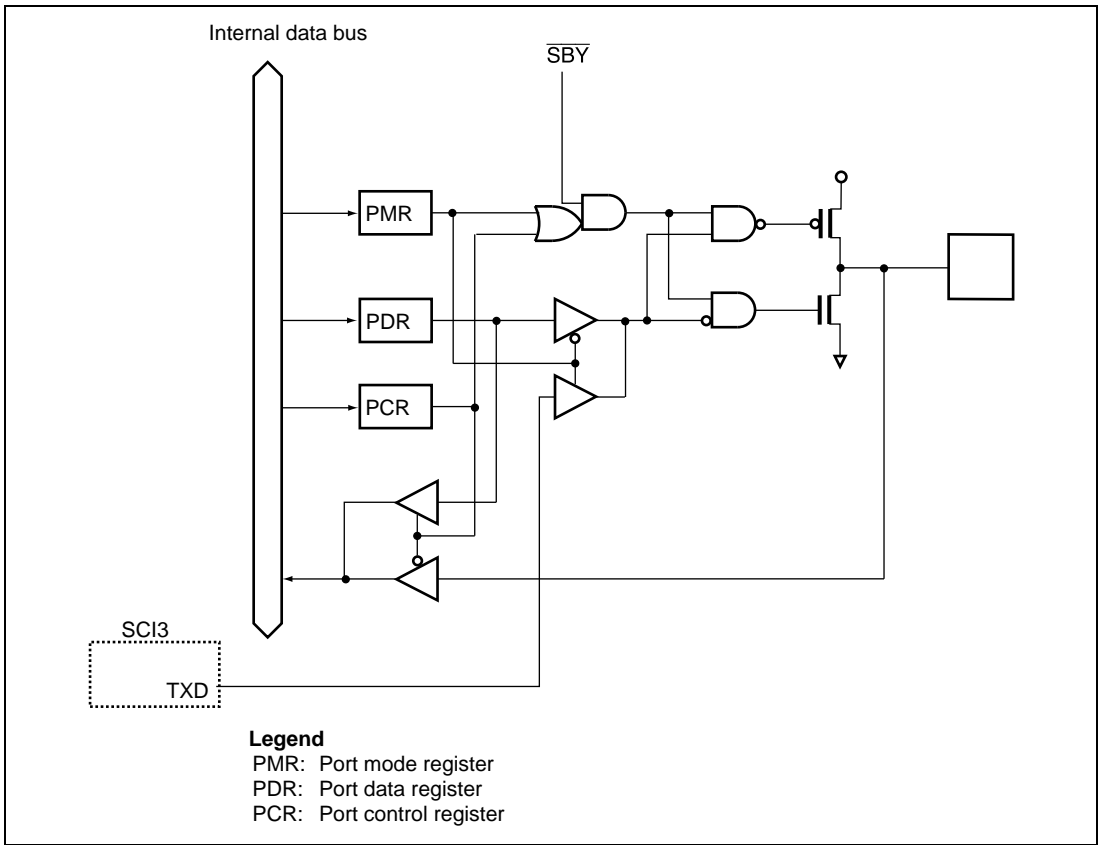 Internal data bus
SBY
PMR
PDR
PCR
SCI3
TXD
Legend
PMR: Port mode register
PDR: Port data register
PCR: Port control register